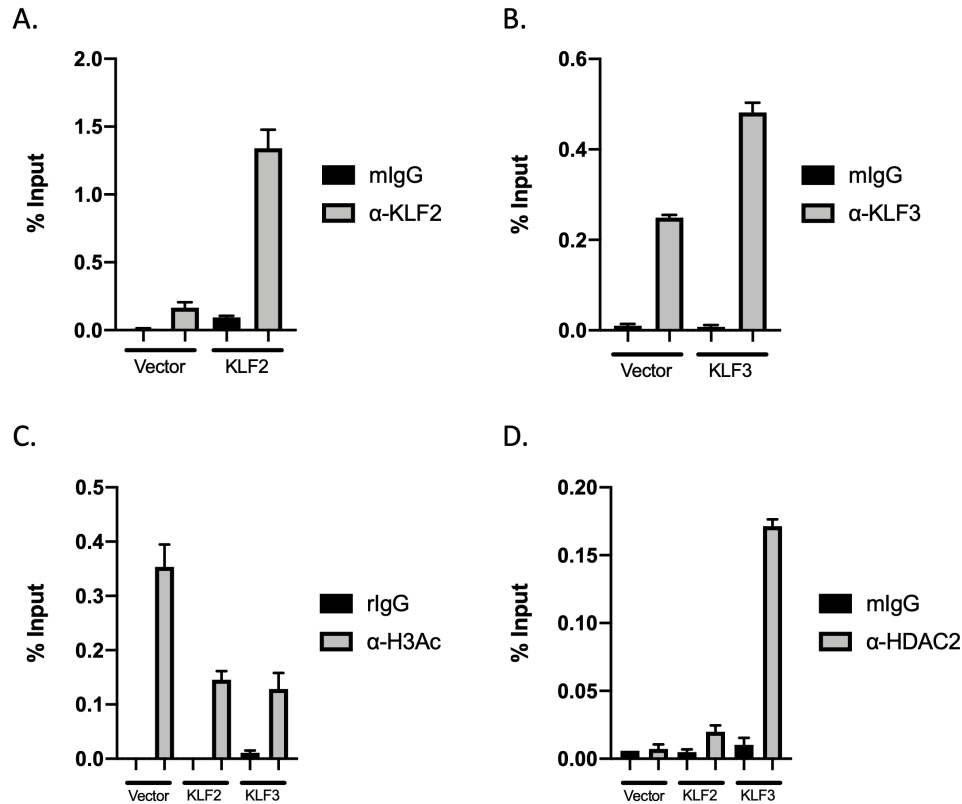 A.
2.0
1.5
1.0
0.5
0.0
% Input
Vector
KLF2
mIgG
α-KLF2
B.
0.6
0.4
0.2
0.0
% Input
Vector
KLF3
mIgG
α-KLF3
C.
0.5
0.4
0.3
0.2
0.1
0.0
% Input
Vector
KLF2
KLF3
rIgG
α-H3Ac
D.
0.20
0.15
0.10
0.05
0.00
% Input
Vector
KLF2
KLF3
mIgG
α-HDAC2